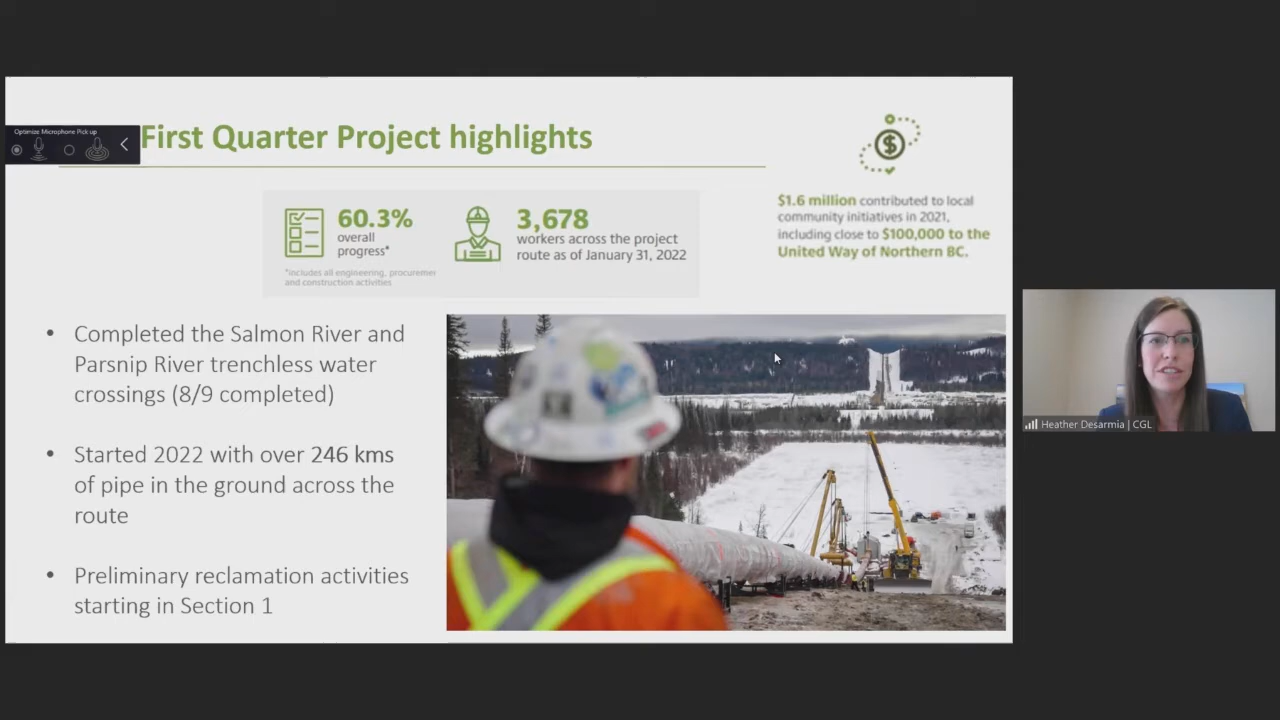 Optimize Microphone Pick up
First Quarter Project highlights
60.3%
overall
progress*
*includes all engineering, procuremen
and construction activities
3,678
workers across the project
route as of January 31, 2022
$
$1.6 million contributed to local
community initiatives in 2021,
including close to $100,000 to the
United Way of Northern BC.
• Completed the Salmon River and
Parsnip River trenchless water
crossings (8/9 completed)
• Started 2022 with over 246 kms
of pipe in the ground across the
route
• Preliminary reclamation activities
starting in Section 1
Heather Desarmia | CGL